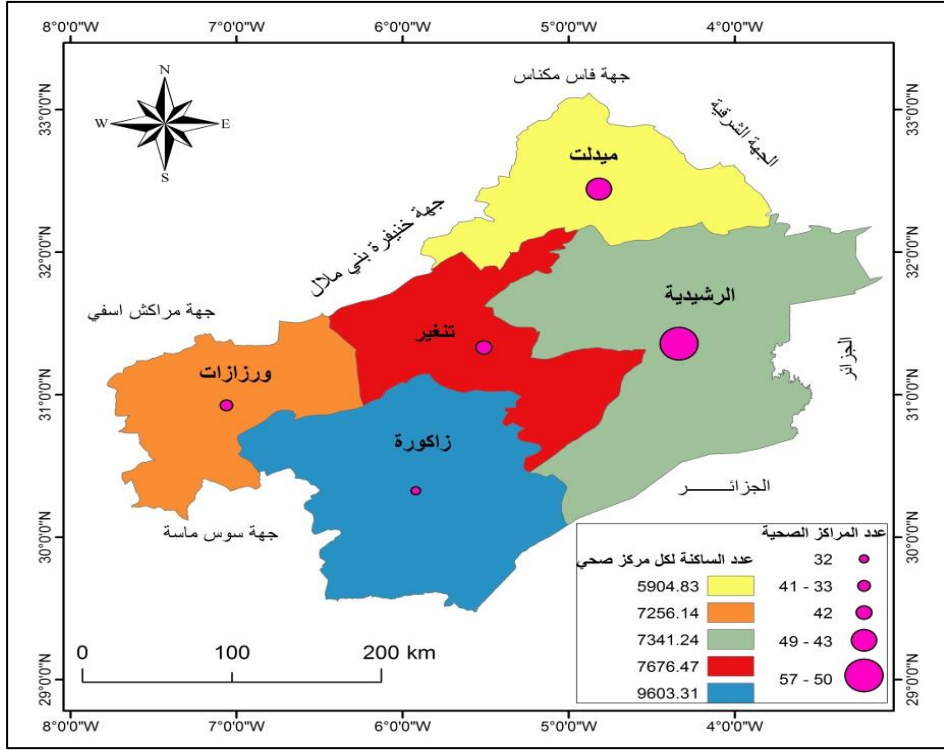 8°0'0"W 7°0'0"W 6°0'0"W 5°0'0"W 4°0'0"W
33°0'0"N
32°0'0"N
31°0'0"N
30°0'0"N
29°0'0"N
33°0'0"N
32°0'0"N
31°0'0"N
30°0'0"N
29°0'0"N
N
W E
S
جهة فاس مكناس
الجهة الشرقية
ميدلت
جهة خنيفرة بني ملال
الرشيدية
جهة مراكش اسفي
تنغير
الجزائر
ورزازات
زاكورة
الجزائـــــــر
جهة سوس ماسة
عدد المراكز الصحية
32
41 - 33
42
49 - 43
57 - 50
عدد الساكنة لكل مركز صحي
5904.83
7256.14
7341.24
7676.47
9603.31
0 100 200 km
8°0'0"W 7°0'0"W 6°0'0"W 5°0'0"W 4°0'0"W